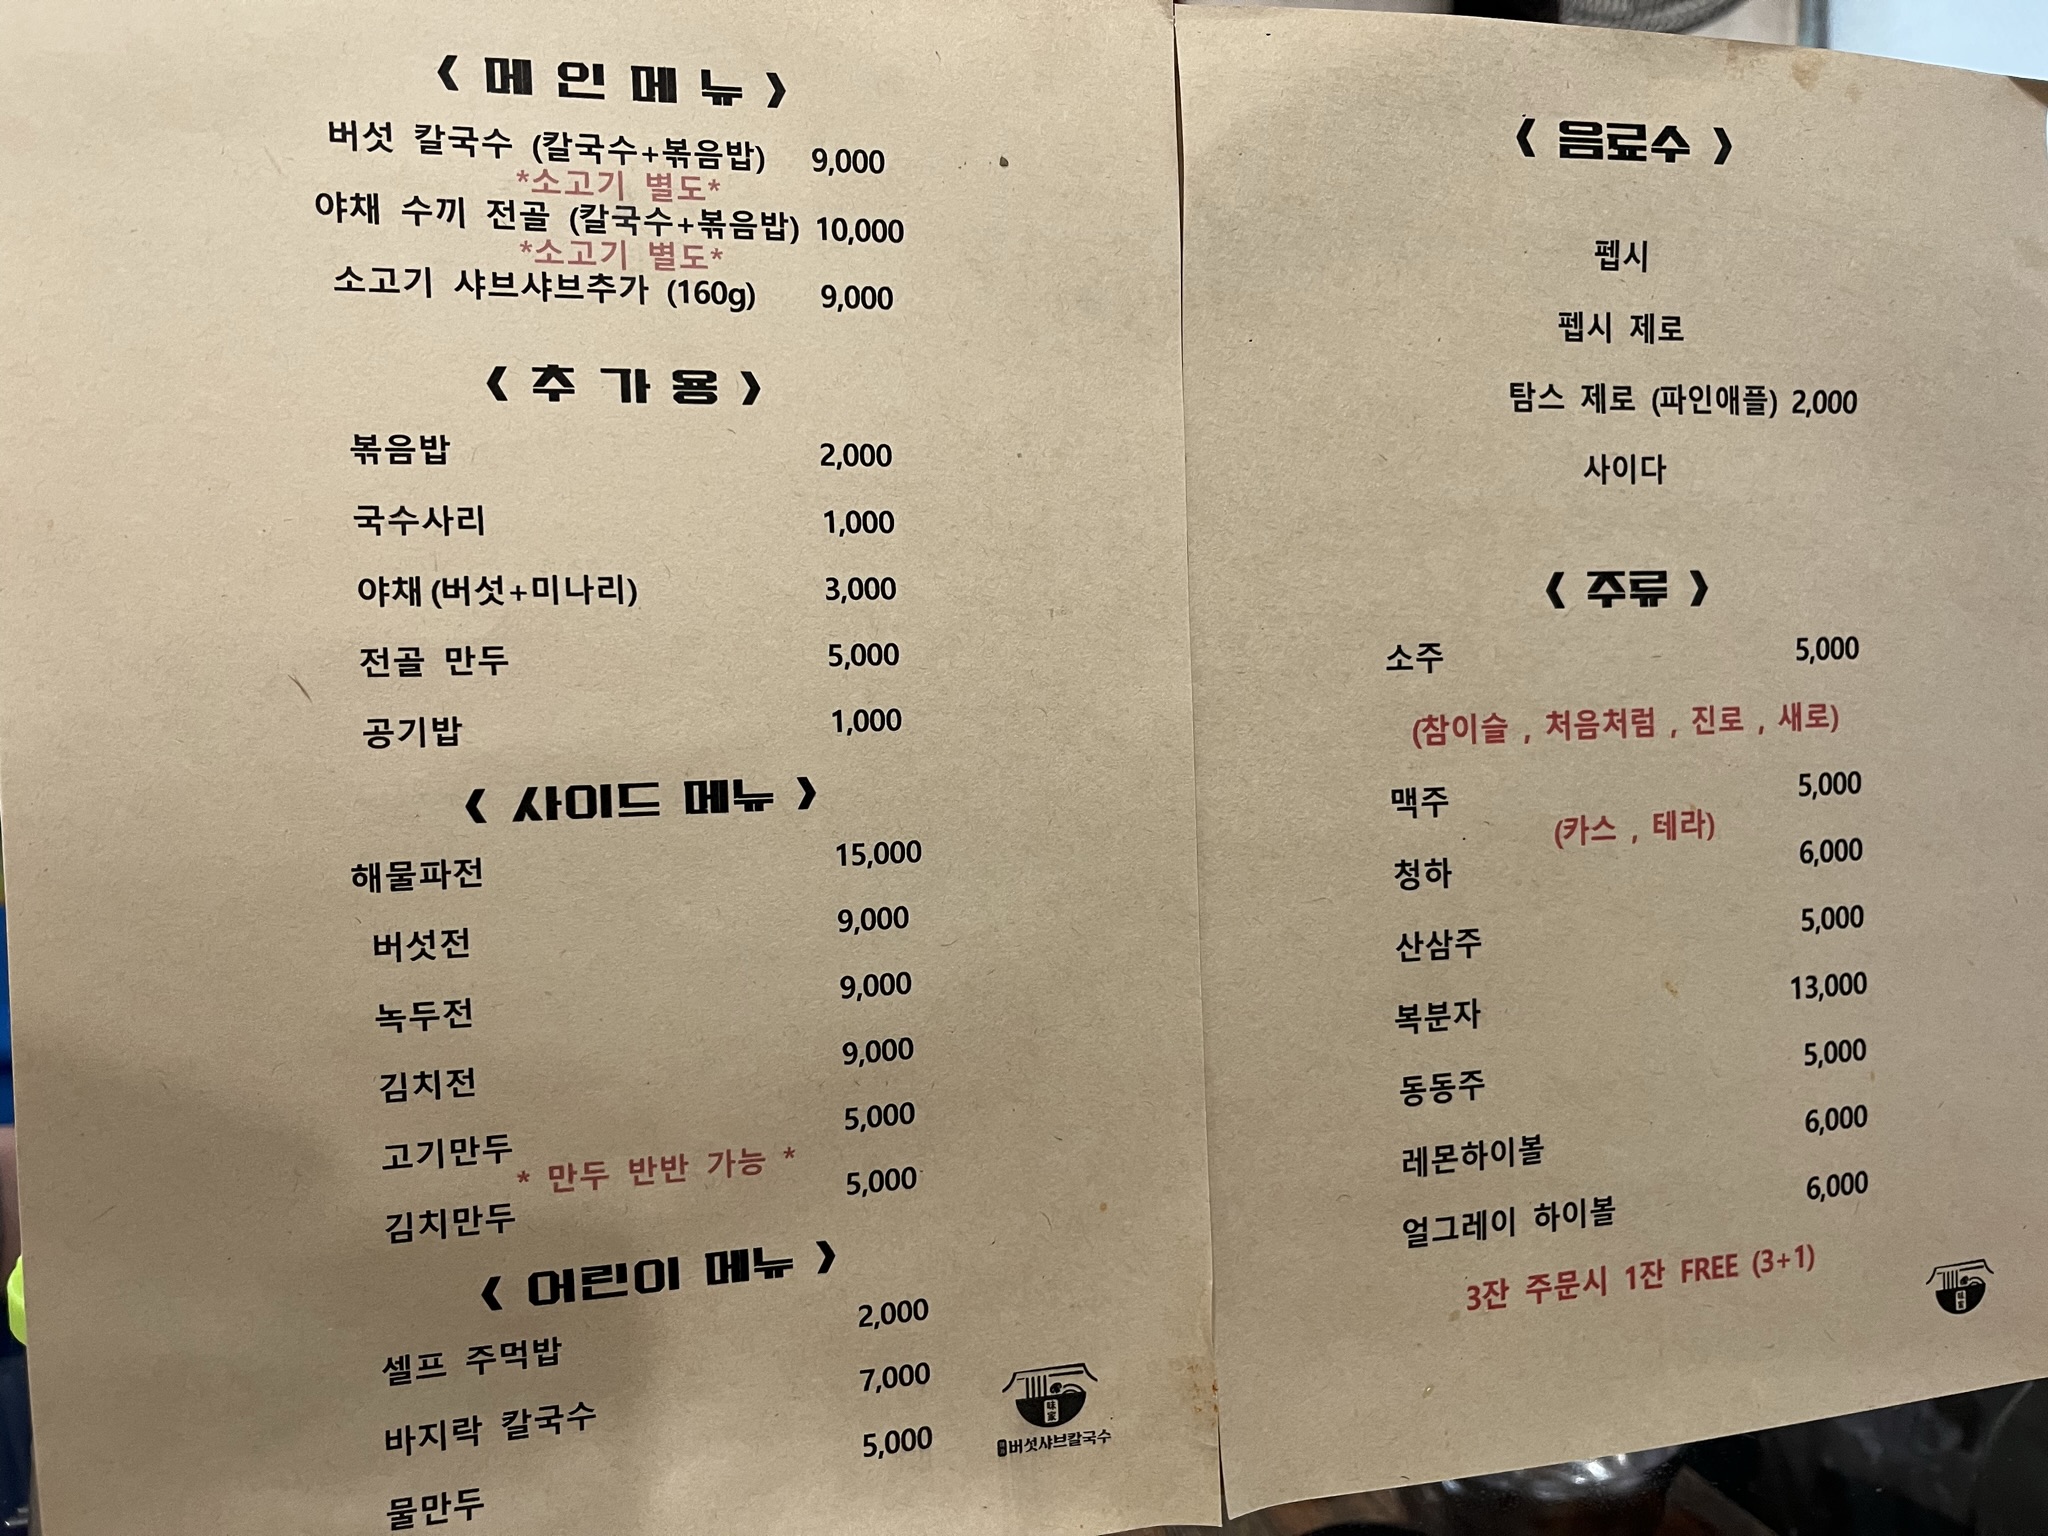 《 메인메뉴 》
버섯 칼국수 (칼국수+볶음밥) 9,000
*소고기 별도*
야채 수끼 전골 (칼국수+볶음밥) 10,000
*소고기 별도*
소고기 샤브샤브추가 (160g) 9,000
《 추가용 》
볶음밥 2,000
국수사리 1,000
야채(버섯+미나리) 3,000
전골 만두 5,000
공기밥 1,000
《 사이드 메뉴 》
해물파전 15,000
버섯전 9,000
녹두전 9,000
김치전 9,000
고기만두 5,000
* 만두 반반 가능 *
김치만두 5,000
《 어린이 메뉴 》
셀프 주먹밥 2,000
바지락 칼국수 7,000
물만두 5,000
味家
버섯샤브칼국수
《 음료수 》
펩시
펩시 제로
탐스 제로 (파인애플) 2,000
사이다
《 주류 》
소주 5,000
(참이슬 , 처음처럼 , 진로 , 새로)
맥주 5,000
(카스 , 테라)
청하 6,000
산삼주 5,000
복분자 13,000
동동주 5,000
레몬하이볼 6,000
얼그레이 하이볼 6,000
3잔 주문시 1잔 FREE (3+1)
味家